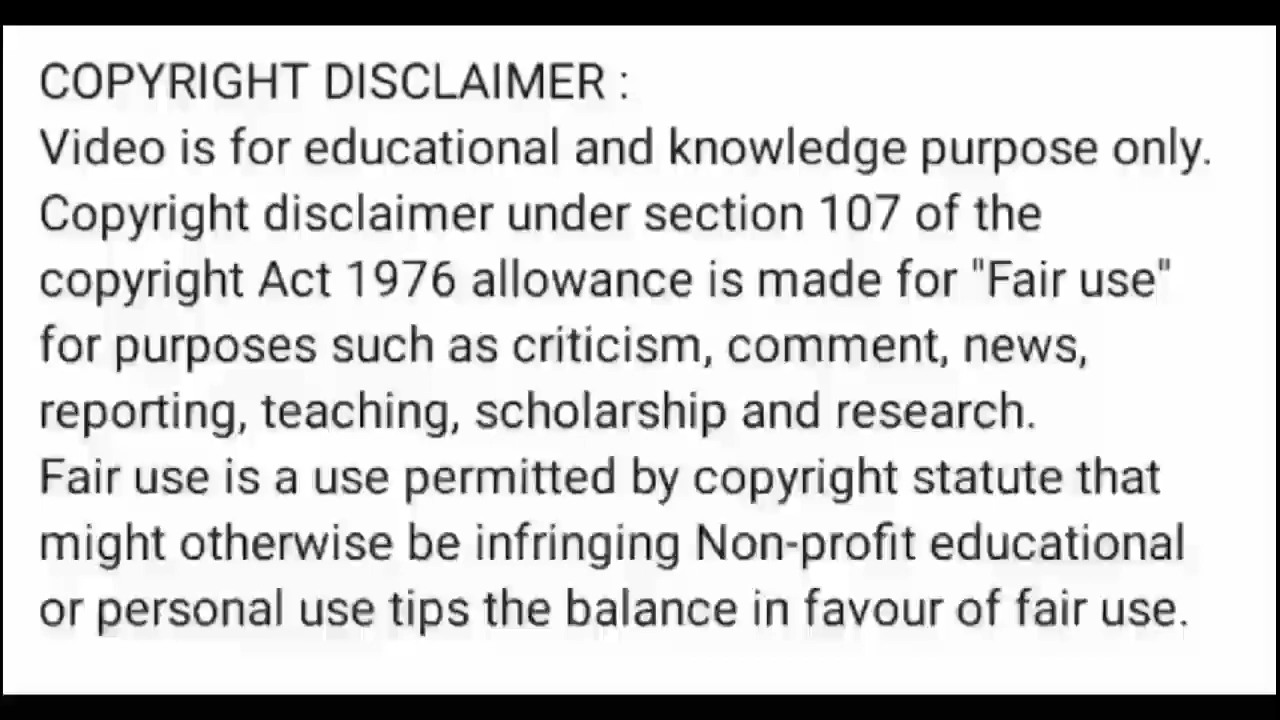 COPYRIGHT DISCLAIMER :
Video is for educational and knowledge purpose only.
Copyright disclaimer under section 107 of the
copyright Act 1976 allowance is made for "Fair use"
for purposes such as criticism, comment, news,
reporting, teaching, scholarship and research.
Fair use is a use permitted by copyright statute that
might otherwise be infringing Non-profit educational
or personal use tips the balance in favour of fair use.